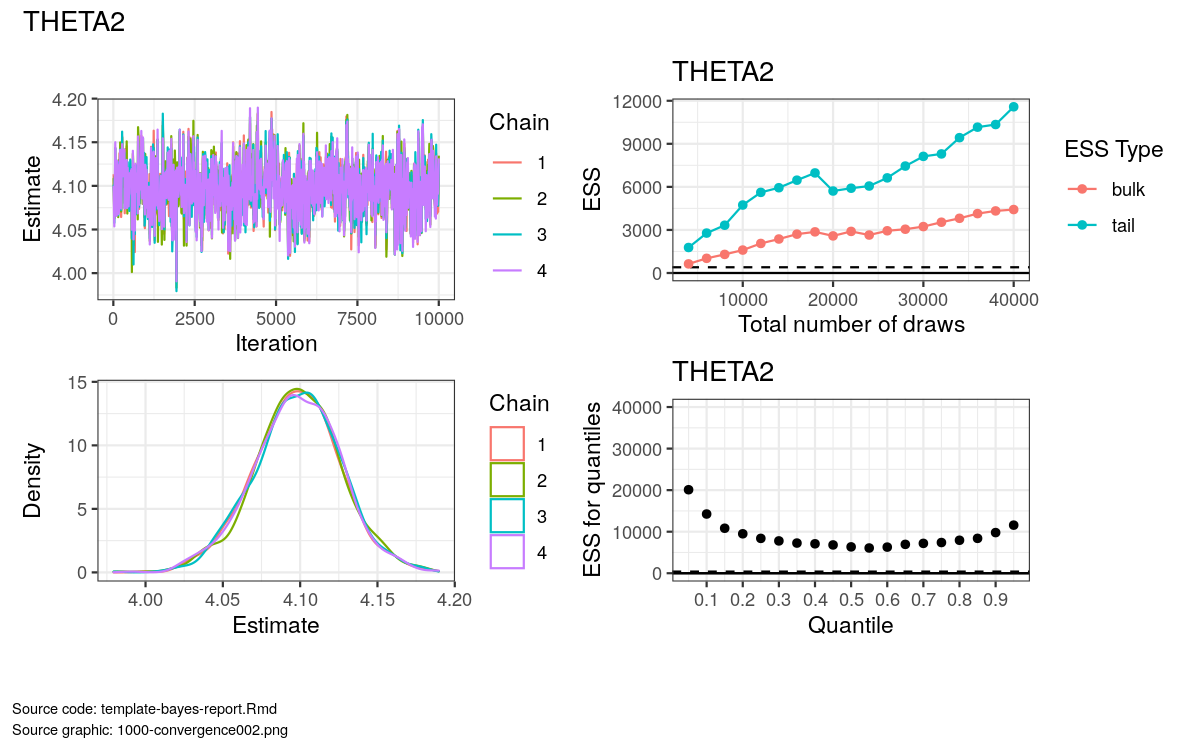 THETA2
4.20
4.15
4.10
4.05
4.00
Estimate
0 2500 5000 7500 10000
Iteration
Chain
1
2
3
4
THETA2
12000
9000
6000
3000
0
ESS
10000 20000 30000 40000
Total number of draws
ESS Type
bulk
tail
15
10
5
0
Density
4.00 4.05 4.10 4.15 4.20
Estimate
Chain
1
2
3
4
THETA2
40000
30000
20000
10000
0
ESS for quantiles
0.1 0.2 0.3 0.4 0.5 0.6 0.7 0.8 0.9
Quantile
Source code: template-bayes-report.Rmd
Source graphic: 1000-convergence002.png